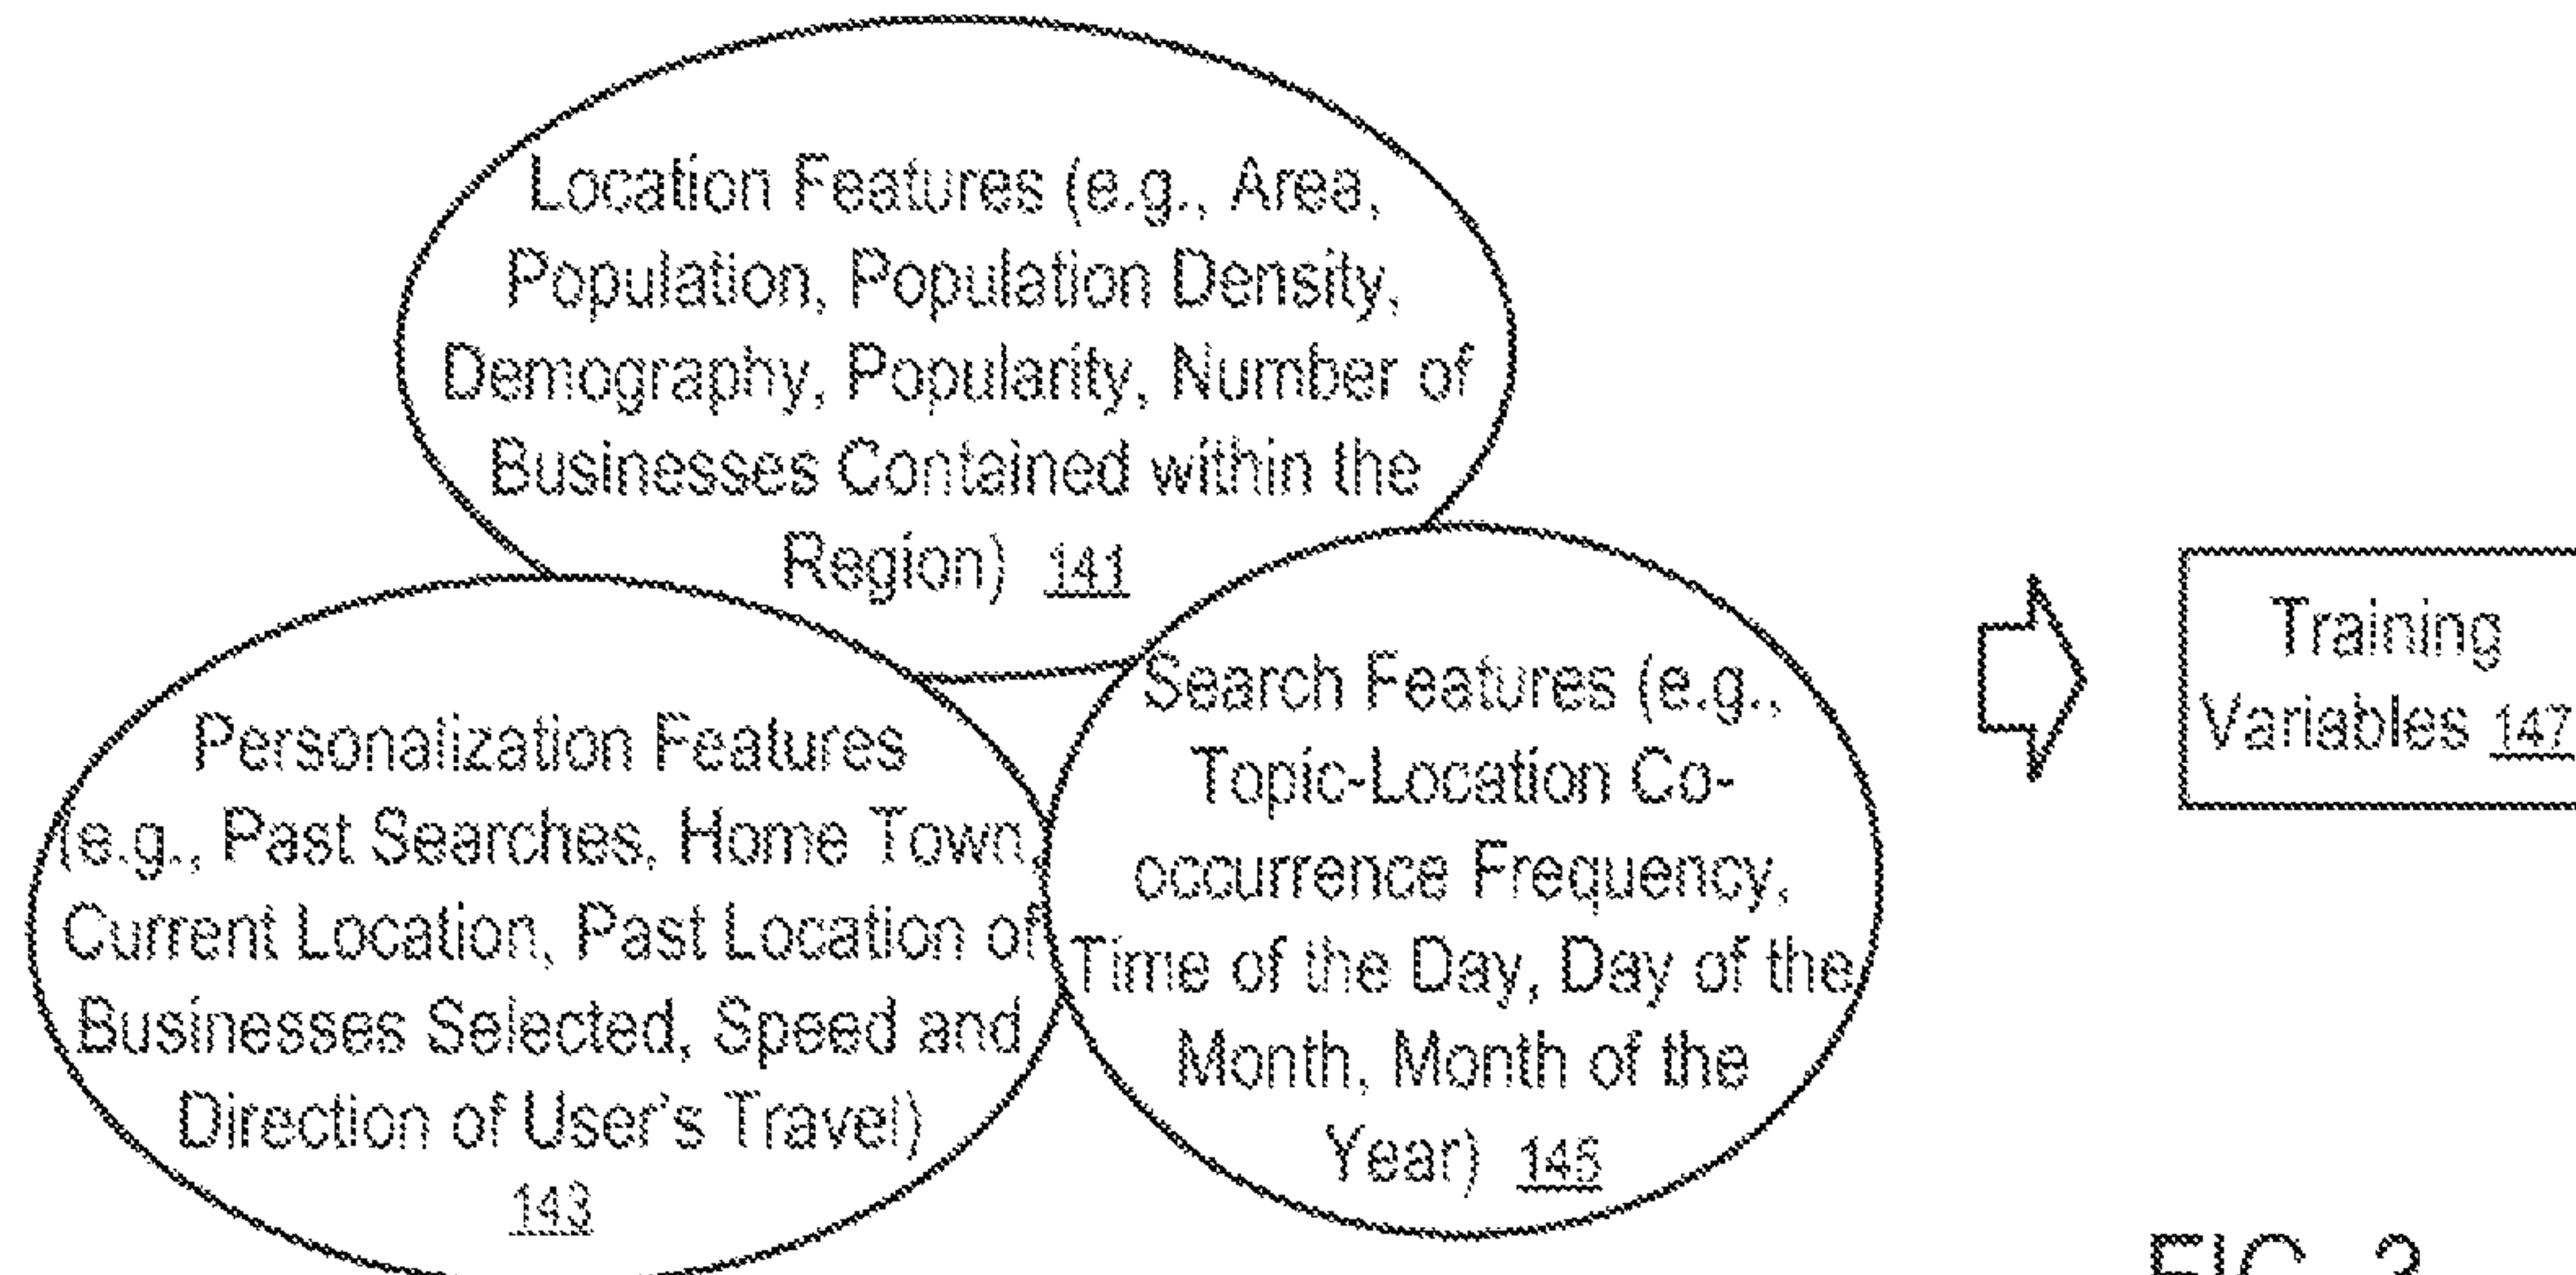 Location Features (e.g., Area,
Population, Population Density,
Demography, Popularity, Number of
Businesses Contained within the
Region) 141
Personalization Features
(e.g., Past Searches, Home Town,
Current Location, Past Location of
Businesses Selected, Speed and
Direction of User's Travel)
143
Search Features (e.g.,
Topic-Location Co-
occurrence Frequency,
Time of the Day, Day of the
Month, Month of the
Year) 145
Training
Variables 147
FIG. 3